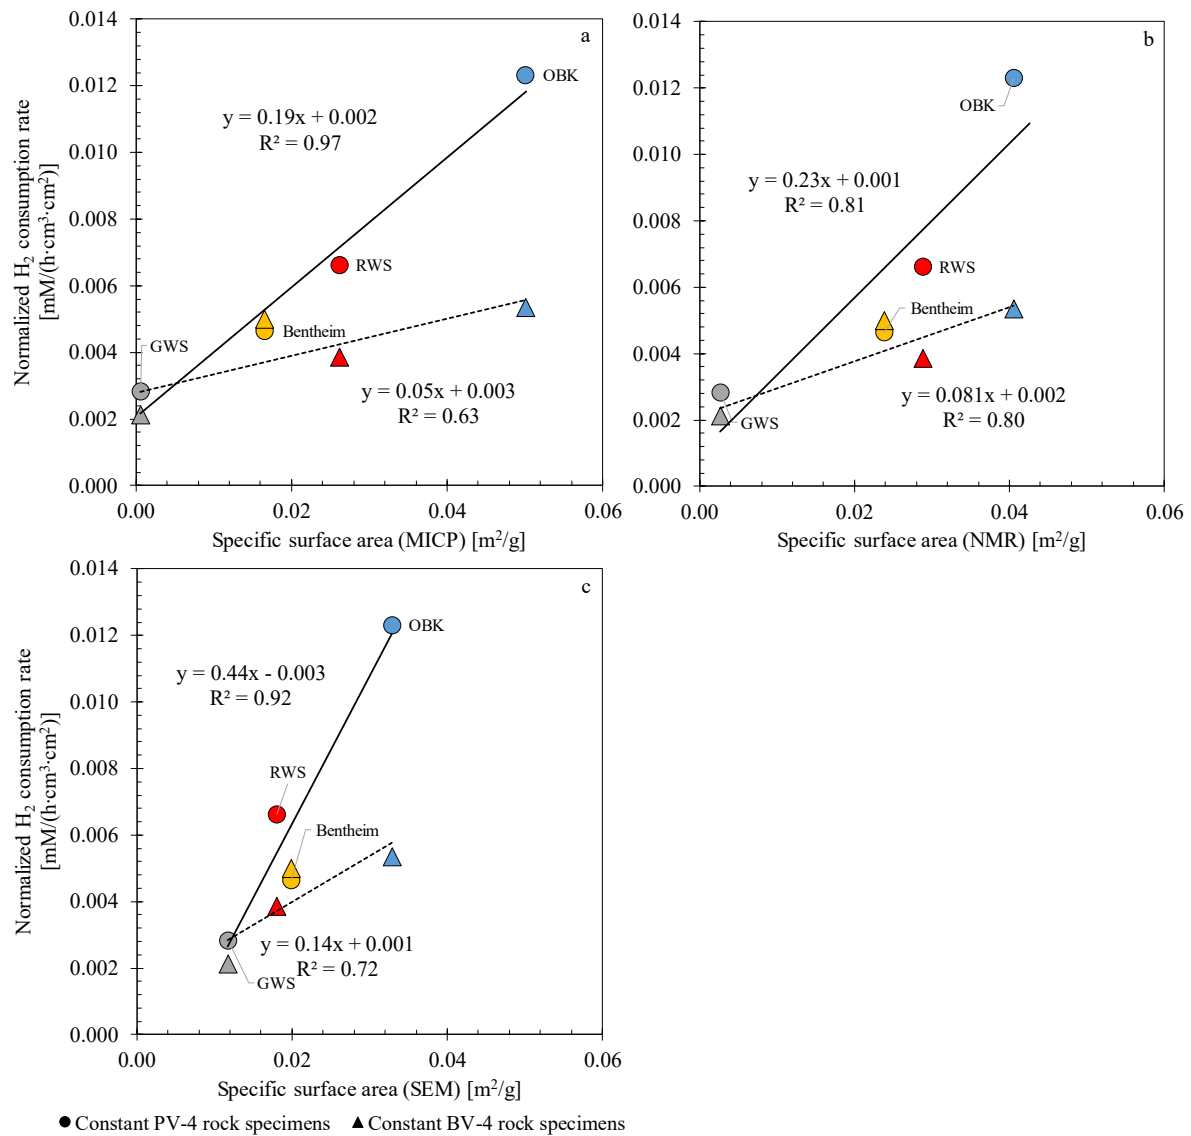 a
Normalized H₂ consumption rate
[mM/(h·cm³·cm²)]
0.014
0.012
0.010
0.008
0.006
0.004
0.002
0.000
OBK
y = 0.19x + 0.002
R² = 0.97
RWS
Bentheim
GWS
y = 0.05x + 0.003
R² = 0.63
0.00 0.02 0.04 0.06
Specific surface area (MICP) [m²/g]
b
0.014
0.012
0.010
0.008
0.006
0.004
0.002
0.000
OBK
y = 0.23x + 0.001
R² = 0.81
RWS
Bentheim
y = 0.081x + 0.002
R² = 0.80
GWS
0.00 0.02 0.04 0.06
Specific surface area (NMR) [m²/g]
c
Normalized H₂ consumption rate
[mM/(h·cm³·cm²)]
0.014
0.012
0.010
0.008
0.006
0.004
0.002
0.000
OBK
y = 0.44x - 0.003
R² = 0.92
RWS
Bentheim
y = 0.14x + 0.001
R² = 0.72
GWS
0.00 0.02 0.04 0.06
Specific surface area (SEM) [m²/g]
Constant PV-4 rock specimens Constant BV-4 rock specimens